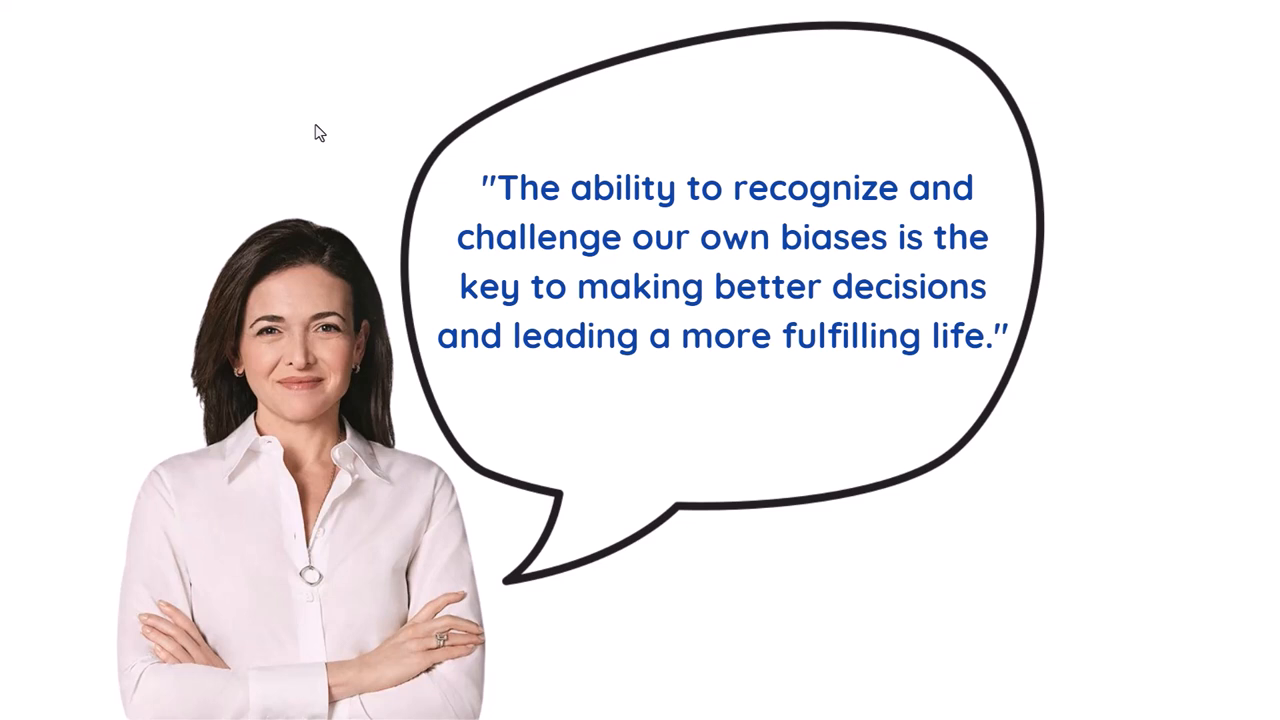 "The ability to recognize and
challenge our own biases is the
key to making better decisions
and leading a more fulfilling life."